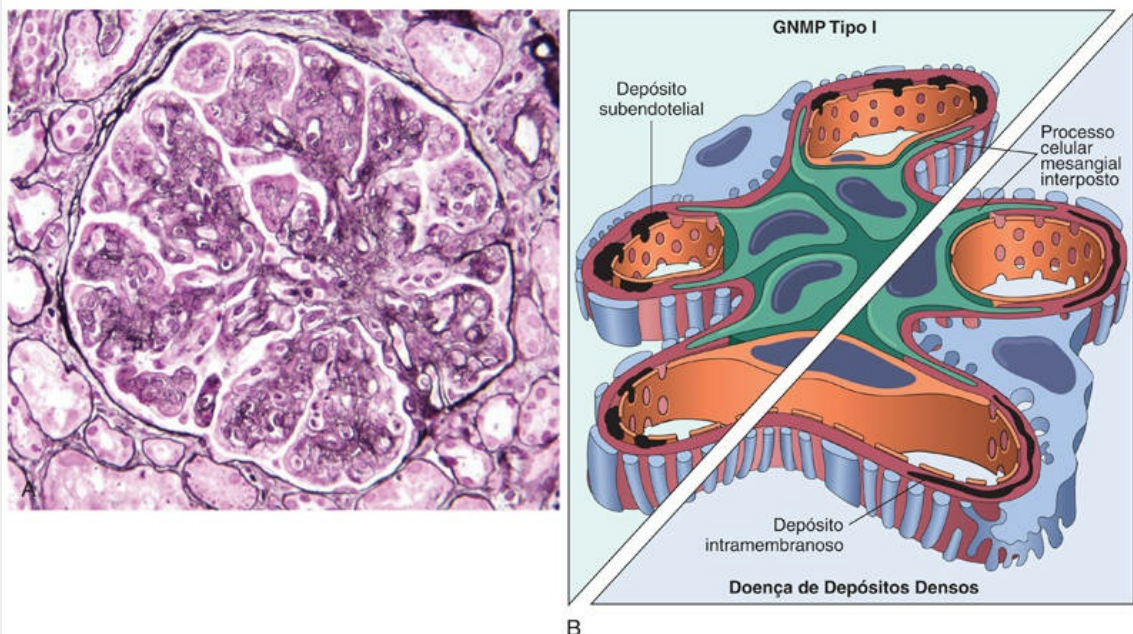 GNMP Tipo I
Depósito
subendotelial
Processo
celular
mesangial
interposto
Depósito
intramembranoso
Doença de Depósitos Densos
A
B